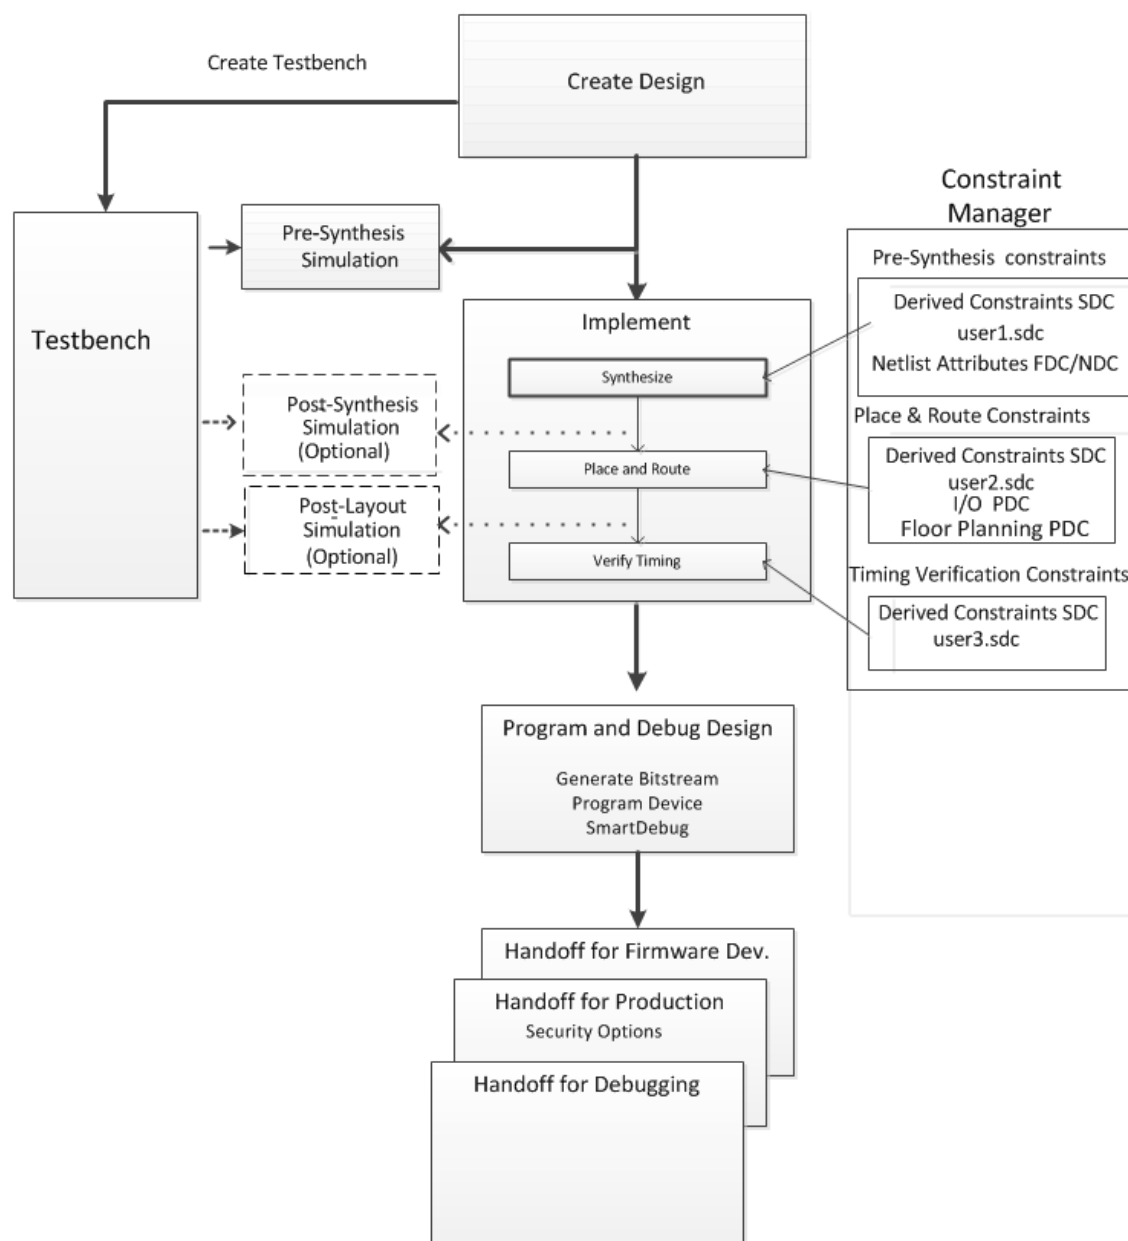 Create Testbench
Create Design
Constraint
Manager
Testbench
Pre-Synthesis
Simulation
Pre-Synthesis constraints
Derived Constraints SDC
user1.sdc
Netlist Attributes FDC/NDC
Implement
Synthesize
Post-Synthesis
Simulation
(Optional)
Place & Route Constraints
Derived Constraints SDC
user2.sdc
I/O PDC
Floor Planning PDC
Place and Route
Post-Layout
Simulation
(Optional)
Verify Timing
Timing Verification Constraints
Derived Constraints SDC
user3.sdc
Program and Debug Design
Generate Bitstream
Program Device
SmartDebug
Handoff for Firmware Dev.
Handoff for Production
Security Options
Handoff for Debugging